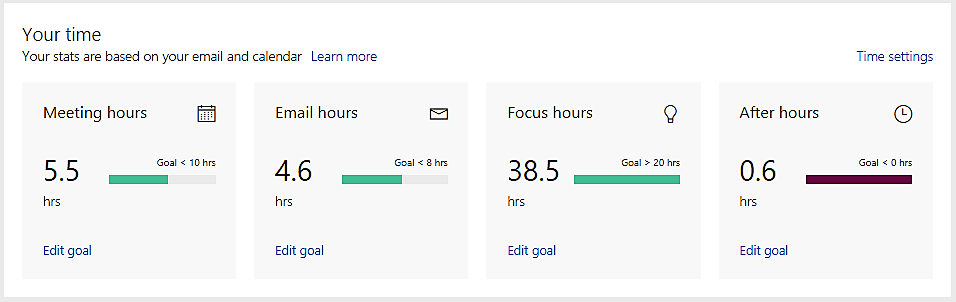 Your time
Your stats are based on your email and calendar Learn more
Time settings
Meeting hours
5.5
Goal < 10 hrs
hrs
Edit goal
Email hours
4.6
Goal < 8 hrs
hrs
Edit goal
Focus hours
38.5
Goal > 20 hrs
hrs
Edit goal
After hours
0.6
Goal < 0 hrs
hrs
Edit goal